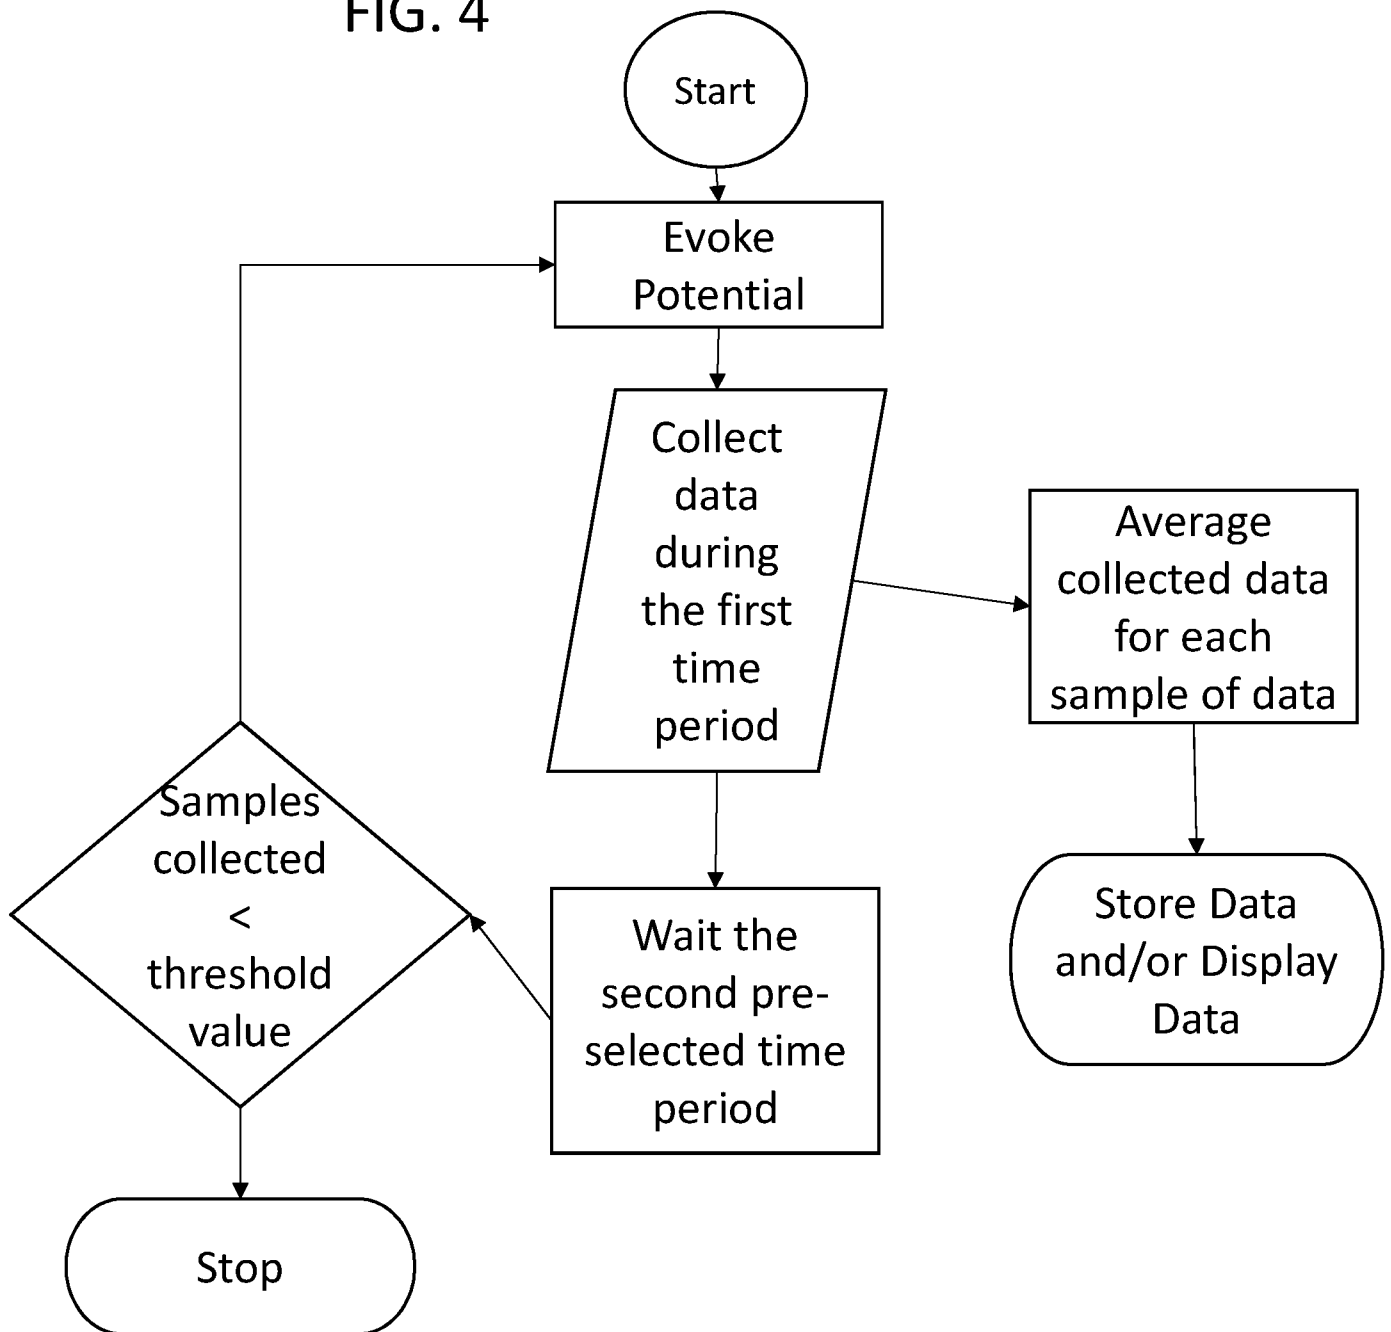 FIG. 4
Start
Evoke
Potential
Collect
data
during
the first
time
period
Average
collected data
for each
sample of data
Samples
collected
<
threshold
value
Wait the
second pre-
selected time
period
Store Data
and/or Display
Data
Stop